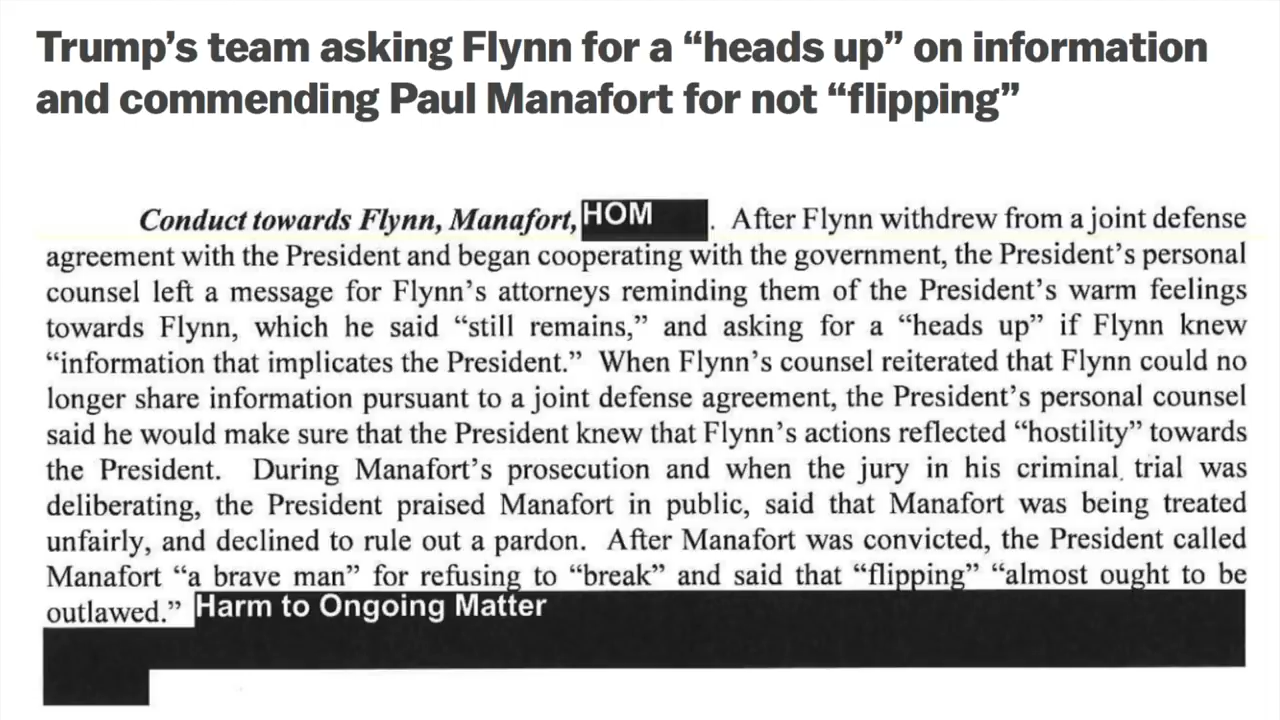 Trump’s team asking Flynn for a “heads up” on information
and commending Paul Manafort for not “flipping”
Conduct towards Flynn, Manafort, HOM . After Flynn withdrew from a joint defense
agreement with the President and began cooperating with the government, the President’s personal
counsel left a message for Flynn’s attorneys reminding them of the President’s warm feelings
towards Flynn, which he said “still remains,” and asking for a “heads up” if Flynn knew
“information that implicates the President.” When Flynn’s counsel reiterated that Flynn could no
longer share information pursuant to a joint defense agreement, the President’s personal counsel
said he would make sure that the President knew that Flynn’s actions reflected “hostility” towards
the President. During Manafort’s prosecution and when the jury in his criminal trial was
deliberating, the President praised Manafort in public, said that Manafort was being treated
unfairly, and declined to rule out a pardon. After Manafort was convicted, the President called
Manafort “a brave man” for refusing to “break” and said that “flipping” “almost ought to be
outlawed.” Harm to Ongoing Matter